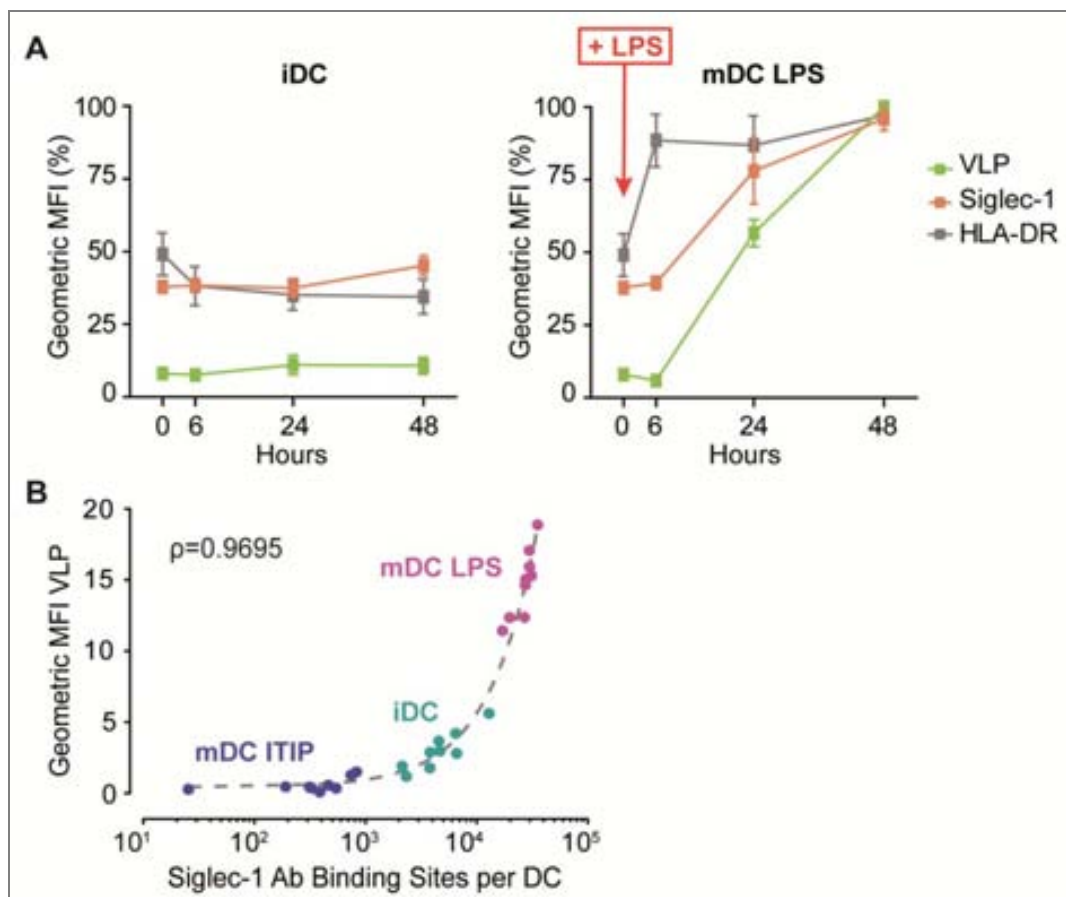 A
+ LPS
iDC
mDC LPS
Geometric MFI (%)
100
75
50
25
0
0 6 24 48
Hours
Geometric MFI (%)
100
75
50
25
0
0 6 24 48
Hours
VLP
Siglec-1
HLA-DR
B
Geometric MFI VLP
20
15
10
5
0
ρ=0.9695
mDC LPS
iDC
mDC ITIP
10¹ 10² 10³ 10⁴ 10⁵
Siglec-1 Ab Binding Sites per DC